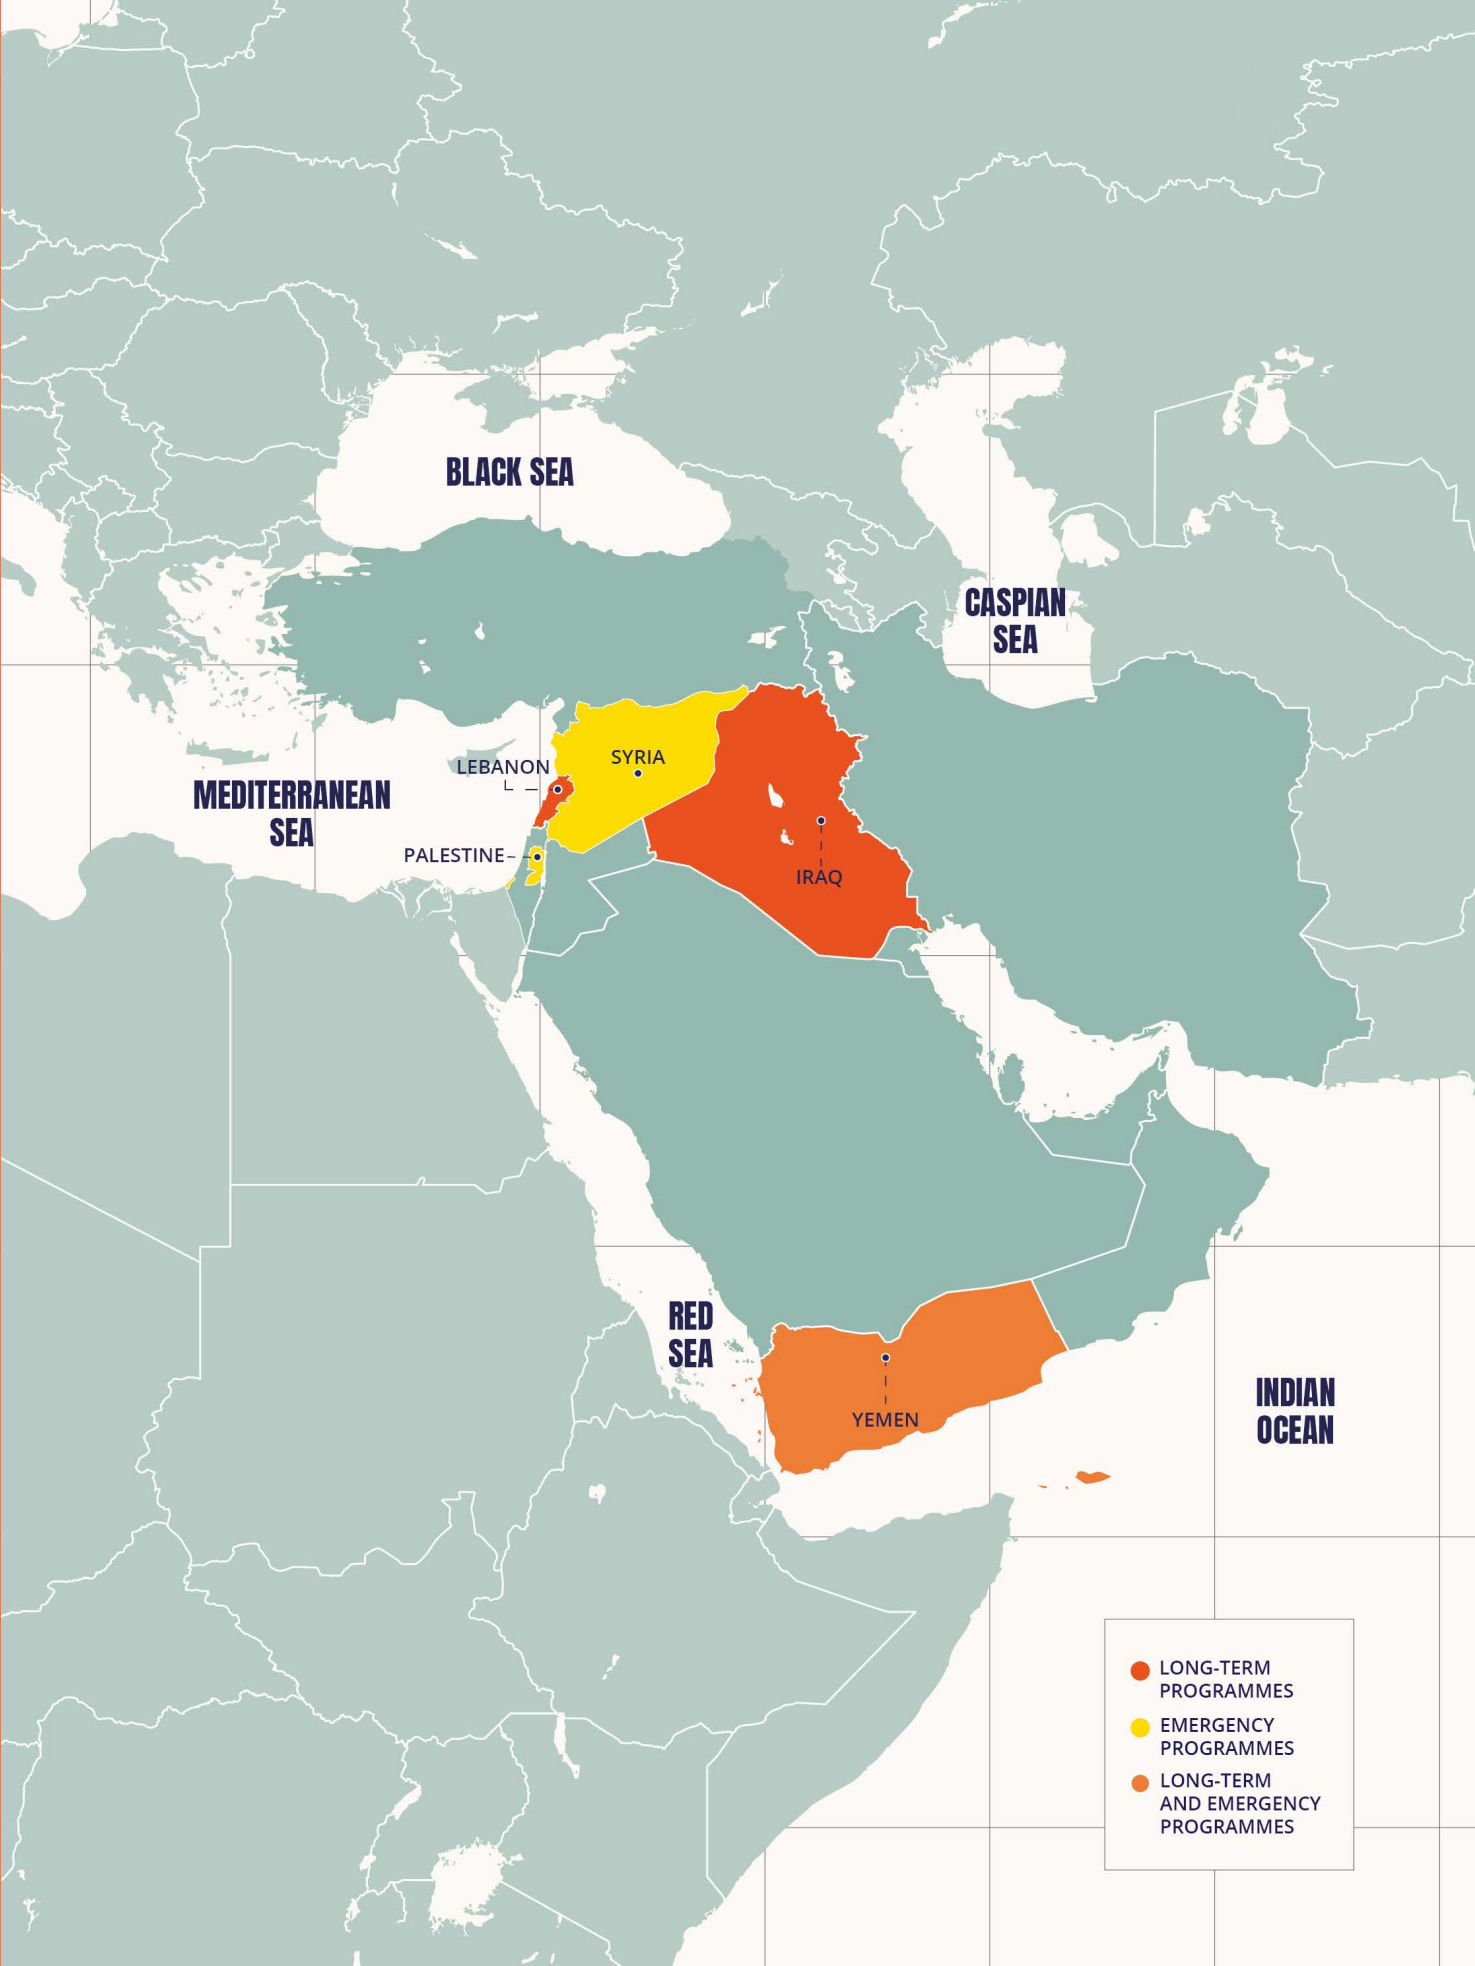 BLACK SEA
CASPIAN
SEA
SYRIA
LEBANON
MEDITERRANEAN
SEA
PALESTINE
IRAQ
RED
SEA
YEMEN
INDIAN
OCEAN
LONG-TERM
PROGRAMMES
EMERGENCY
PROGRAMMES
LONG-TERM
AND EMERGENCY
PROGRAMMES